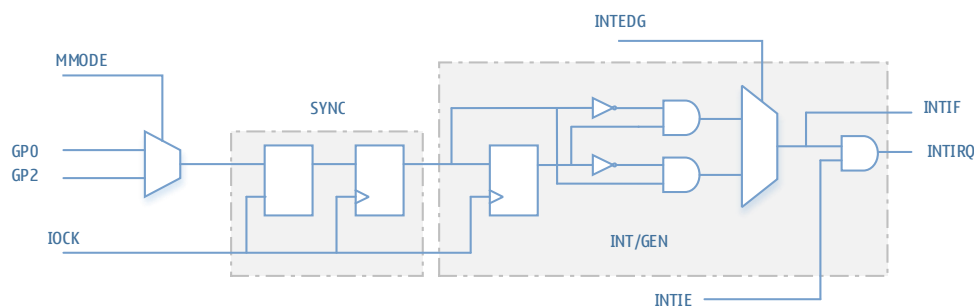 INTEDG
MMODE
SYNC
INTIF
GP0
INTIRQ
GP2
IOCK
INT/GEN
INTIE